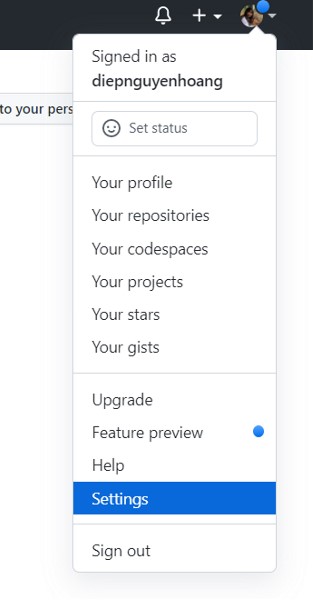 Signed in as
diepnguyenhoang
to your pers
Set status
Your profile
Your repositories
Your codespaces
Your projects
Your stars
Your gists
Upgrade
Feature preview
Help
Settings
Sign out